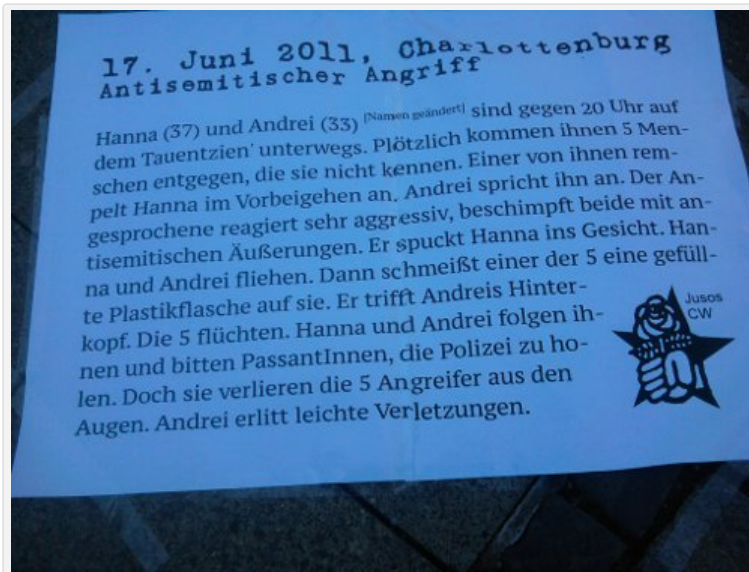 17. Juni 2011, Charlottenburg
Antisemitischer Angriff
Hanna (37) und Andrei (33) [Namen geändert] sind gegen 20 Uhr auf
dem Tauentzien' unterwegs. Plötzlich kommen ihnen 5 Men-
schen entgegen, die sie nicht kennen. Einer von ihnen rem-
pelt Hanna im Vorbeigehen an. Andrei spricht ihn an. Der An-
gesprochene reagiert sehr aggressiv, beschimpft beide mit an-
tisemitischen Äußerungen. Er spuckt Hanna ins Gesicht. Han-
na und Andrei fliehen. Dann schmeißt einer der 5 eine gefüll-
te Plastikflasche auf sie. Er trifft Andreis Hinter-
kopf. Die 5 flüchten. Hanna und Andrei folgen ih-
nen und bitten PassantInnen, die Polizei zu ho-
len. Doch sie verlieren die 5 Angreifer aus den
Augen. Andrei erlitt leichte Verletzungen.
Jusos
CW